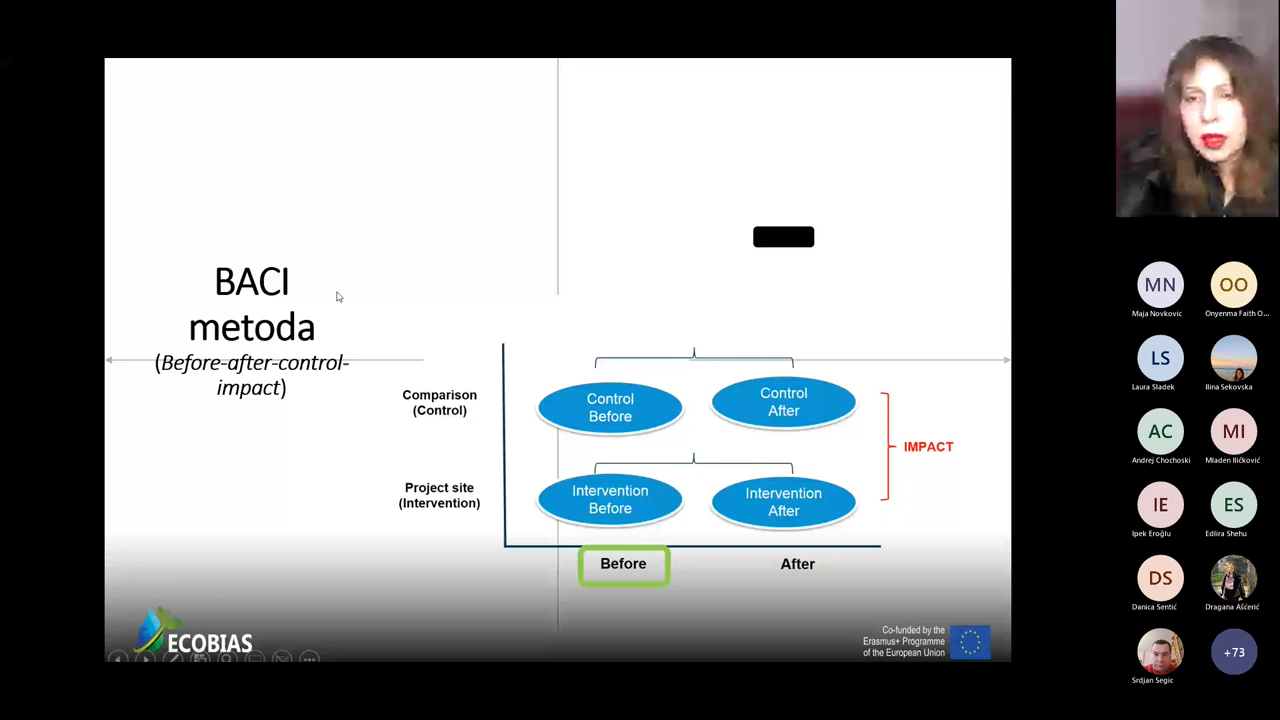 BACI
metoda
(Before-after-control-
impact)
Comparison
(Control)
Control
Before
Control
After
IMPACT
Project site
(Intervention)
Intervention
Before
Intervention
After
Before
After
ECOBIAS
Co-funded by the
Erasmus+ Programme
of the European Union
MN
Maja Novkovic
OO
Onyenma Faith O...
LS
Laura Sladek
Ilina Sekovska
AC
Andrej Chochoski
MI
Mladen Iličković
IE
Ipek Eroğlu
ES
Edlira Shehu
DS
Danica Sentić
Dragana Ašćerić
Srdjan Segic
+73